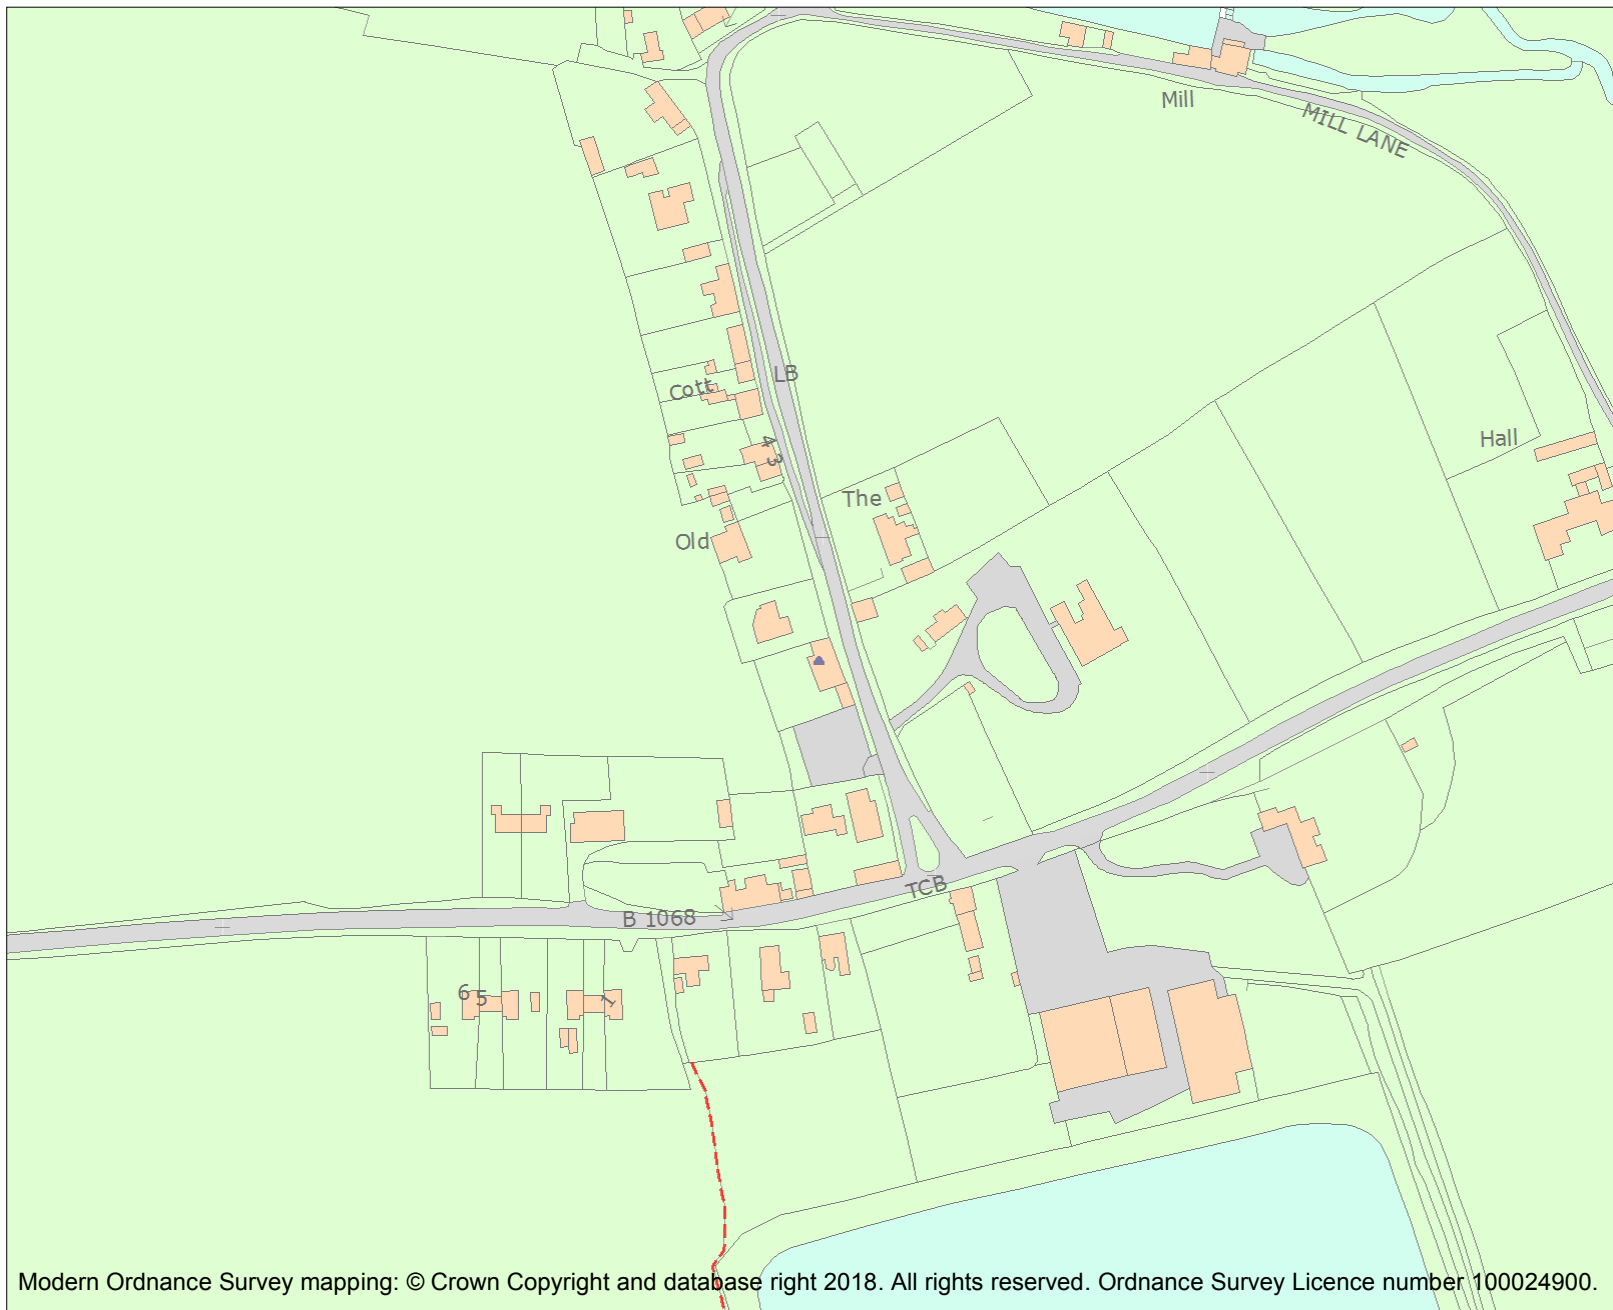 Mill
MILL LANE
LB
Cott
4
3
Hall
The
Old
TCB
B 1068
6
5
1
Modern Ordnance Survey mapping: © Crown Copyright and database right 2018. All rights reserved. Ordnance Survey Licence number 100024900.